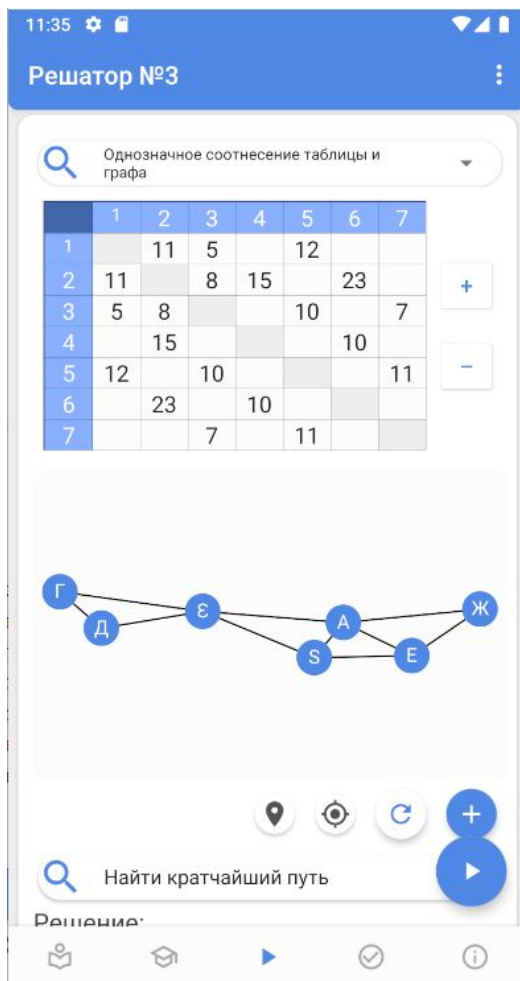 11:35
Решатор №3
Однозначное соотнесение таблицы и
графа
1 2 3 4 5 6 7
1 11 5 12
2 11 8 15 23
3 5 8 10 7
4 15 10
5 12 10 11
6 23 10
7 7 11
+
−
Г
Д
Ɛ
А
Ж
S
Е
+
Найти кратчайший путь
Решение: